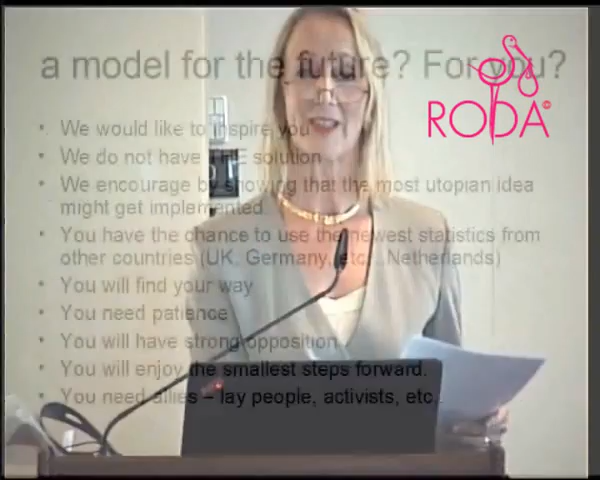 a model for the future? For you?
RODA
• We would like to inspire you
• We do not have THE solution
• We encourage by showing that the most utopian idea
might get implemented
• You have the chance to use the newest statistics from
other countries (UK, Germany, etc., Netherlands)
• You will find your way
• You need patience
• You will have strong opposition
• You will enjoy the smallest steps forward.
• You need allies – lay people, activists, etc.